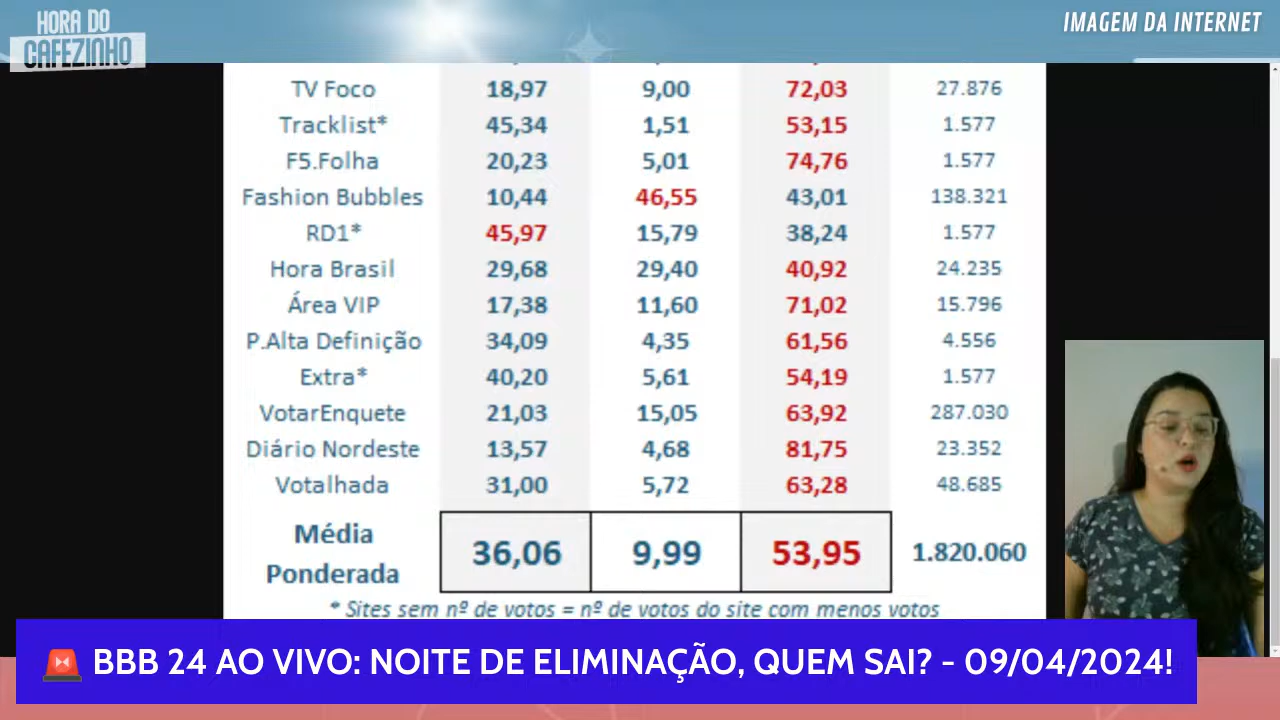 HORA DO
CAFEZINHO
IMAGEM DA INTERNET
TV Foco 18,97 9,00 72,03 27.876
Tracklist* 45,34 1,51 53,15 1.577
F5.Folha 20,23 5,01 74,76 1.577
Fashion Bubbles 10,44 46,55 43,01 138.321
RD1* 45,97 15,79 38,24 1.577
Hora Brasil 29,68 29,40 40,92 24.235
Área VIP 17,38 11,60 71,02 15.796
P.Alta Definição 34,09 4,35 61,56 4.556
Extra* 40,20 5,61 54,19 1.577
VotarEnquete 21,03 15,05 63,92 287.030
Diário Nordeste 13,57 4,68 81,75 23.352
Votalhada 31,00 5,72 63,28 48.685
Média
Ponderada
36,06 9,99 53,95 1.820.060
* Sites sem nº de votos = nº de votos do site com menos votos
🚨 BBB 24 AO VIVO: NOITE DE ELIMINAÇÃO, QUEM SAI? - 09/04/2024!